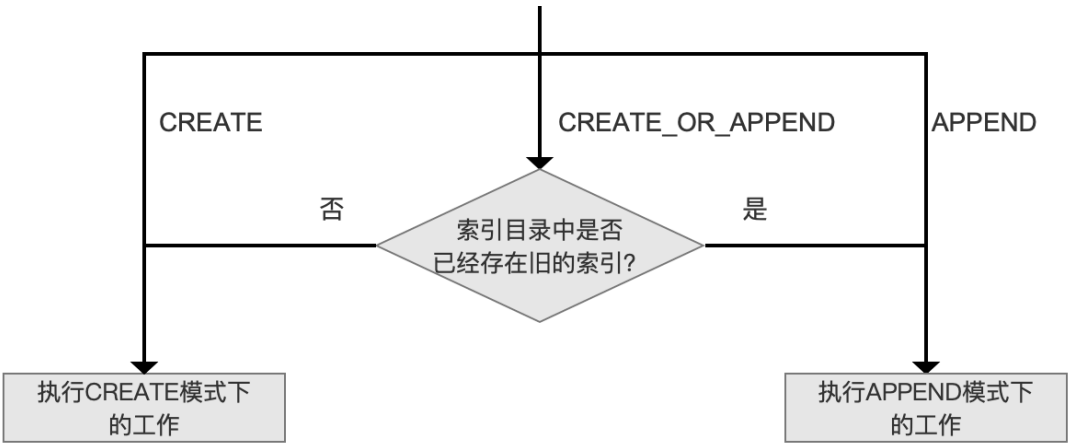 CREATE
CREATE_OR_APPEND
APPEND
否
是
索引目录中是否
已经存在旧的索引?
执行CREATE模式下
的工作
执行APPEND模式下
的工作